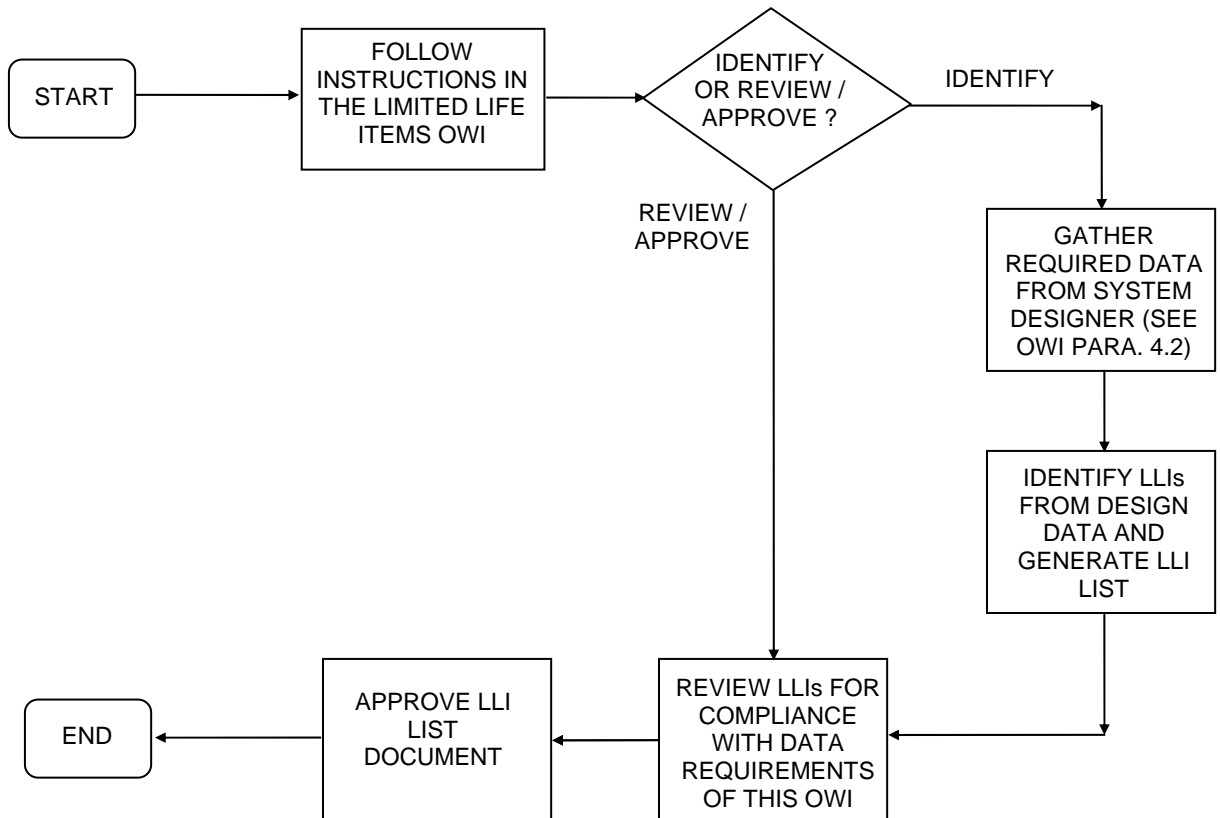 START
FOLLOW
INSTRUCTIONS IN
THE LIMITED LIFE
ITEMS OWI
IDENTIFY
OR REVIEW /
APPROVE ?
IDENTIFY
REVIEW /
APPROVE
GATHER
REQUIRED DATA
FROM SYSTEM
DESIGNER (SEE
OWI PARA. 4.2)
IDENTIFY LLIs
FROM DESIGN
DATA AND
GENERATE LLI
LIST
REVIEW LLIs FOR
COMPLIANCE
WITH DATA
REQUIREMENTS
OF THIS OWI
APPROVE LLI
LIST
DOCUMENT
END